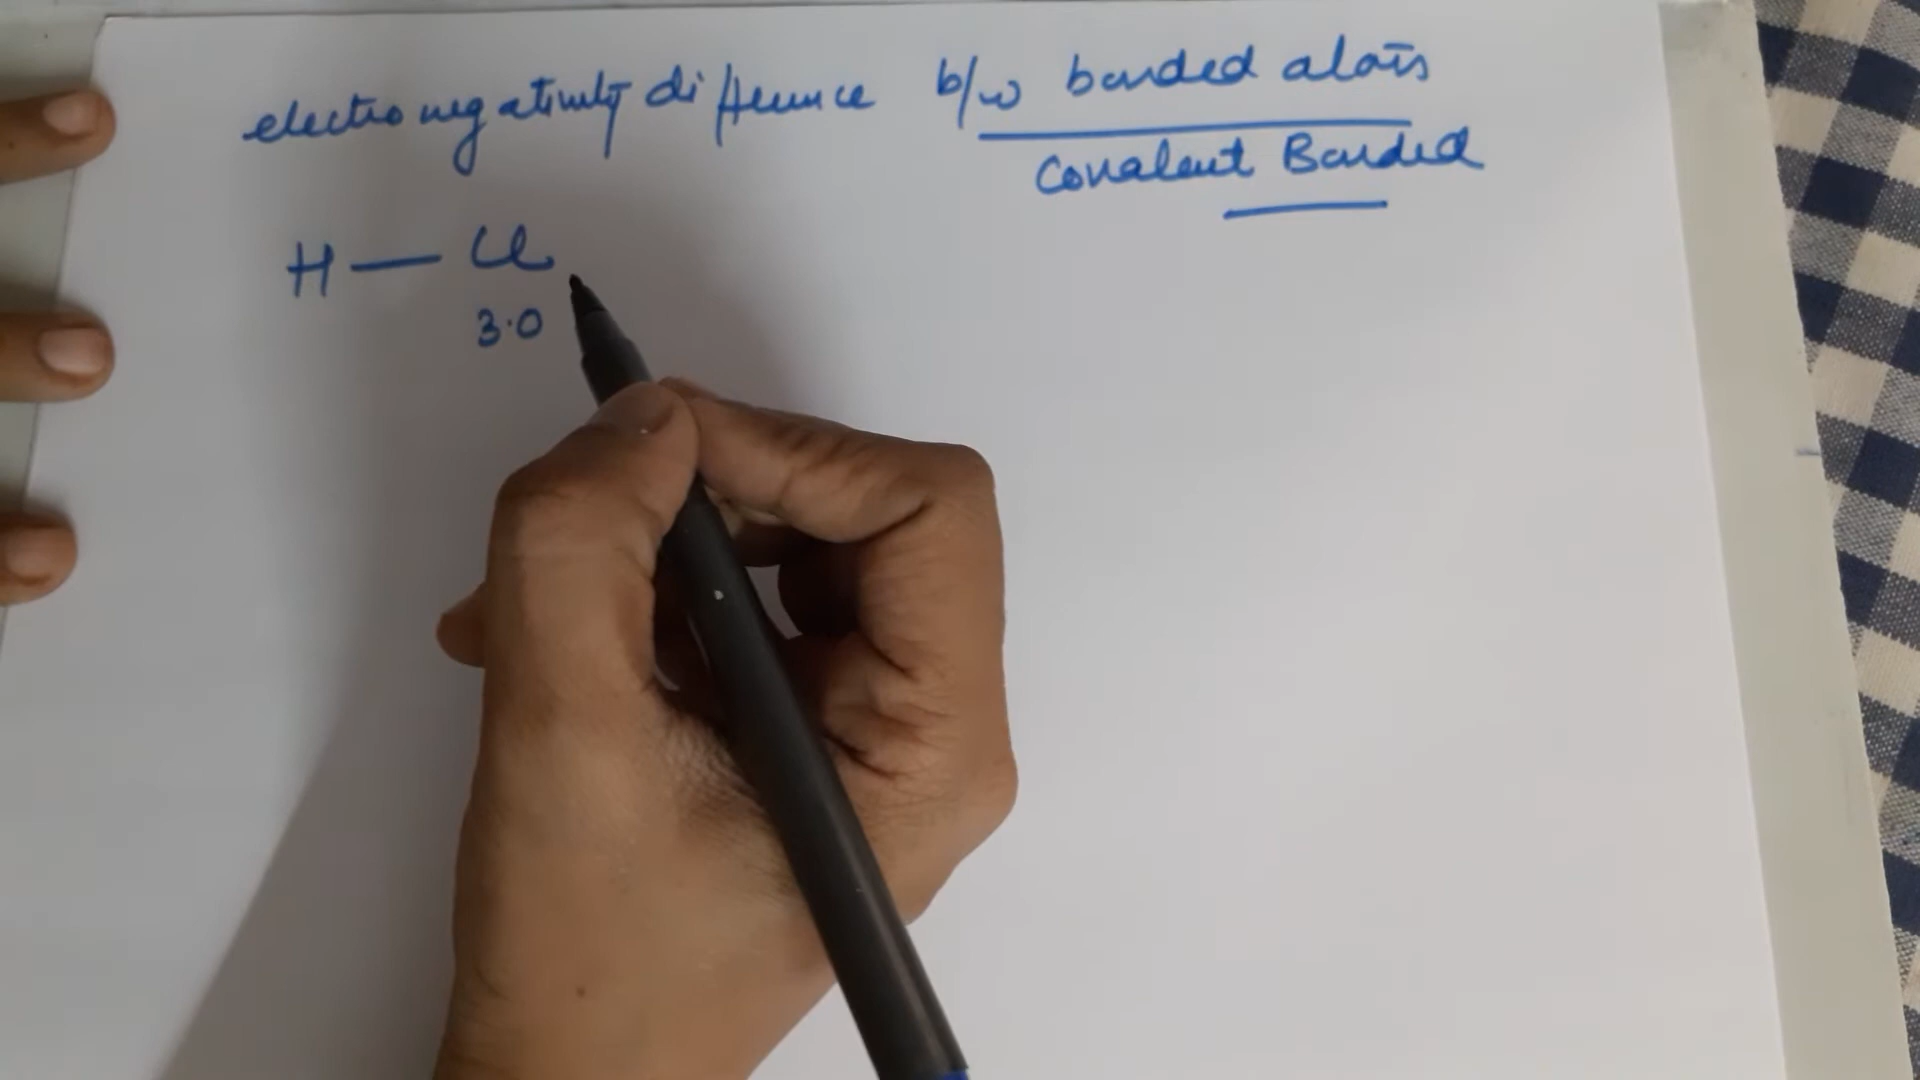 electronegativity difference b/w bonded atoms
Covalent Bonded
H — Cl
3.0